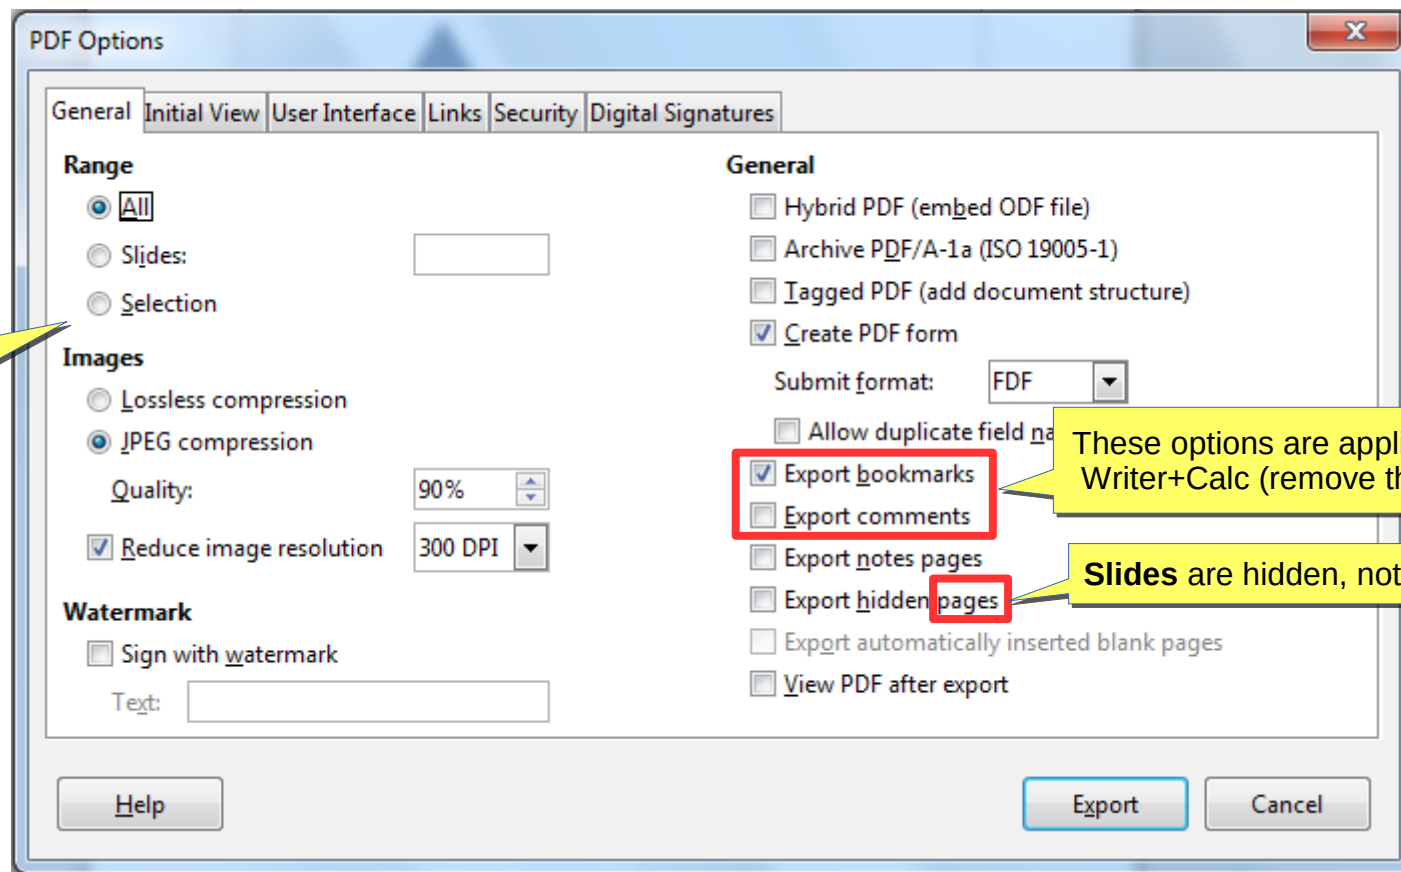 PDF Options
General Initial View User Interface Links Security Digital Signatures
Range
All
Slides:
Selection
Images
Lossless compression
JPEG compression
Quality: 90%
Reduce image resolution 300 DPI
Watermark
Sign with watermark
Text:
General
Hybrid PDF (embed ODF file)
Archive PDF/A-1a (ISO 19005-1)
Tagged PDF (add document structure)
Create PDF form
Submit format: FDF
Allow duplicate field
Export bookmarks
Export comments
Export notes pages
Export hidden pages
Export automatically inserted blank pages
View PDF after export
These options are
Writer+Calc (remove
Slides are hidden, not
Help
Export
Cancel